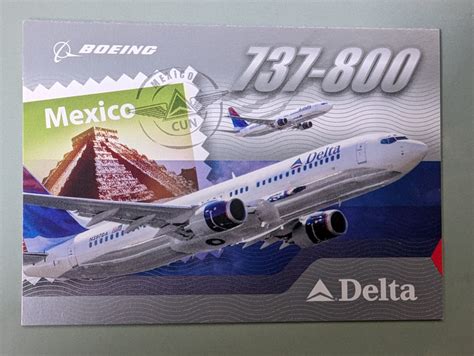 BOEING
737-800
MEXICO
CUN
Mexico
Delta
Delta